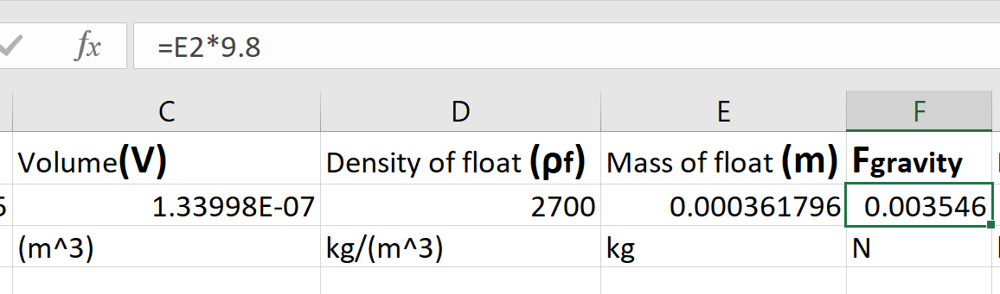 fx =E2*9.8
C D E F
Volume(V) Density of float (ρf) Mass of float (m) Fgravity
5 1.33998E-07 2700 0.000361796 0.003546
(m^3) kg/(m^3) kg N